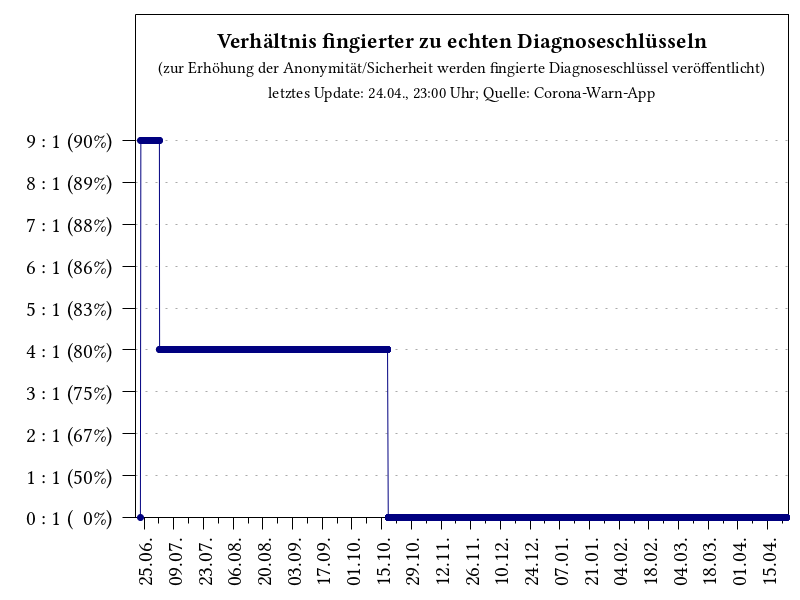 Verhältnis fingierter zu echten Diagnoseschlüsseln
(zur Erhöhung der Anonymität/Sicherheit werden fingierte Diagnoseschlüssel veröffentlicht)
letztes Update: 24.04., 23:00 Uhr; Quelle: Corona-Warn-App
9 : 1 (90%)
8 : 1 (89%)
7 : 1 (88%)
6 : 1 (86%)
5 : 1 (83%)
4 : 1 (80%)
3 : 1 (75%)
2 : 1 (67%)
1 : 1 (50%)
0 : 1 (  0%)
25.06.
09.07.
23.07.
06.08.
20.08.
03.09.
17.09.
01.10.
15.10.
29.10.
12.11.
26.11.
10.12.
24.12.
07.01.
21.01.
04.02.
18.02.
04.03.
18.03.
01.04.
15.04.